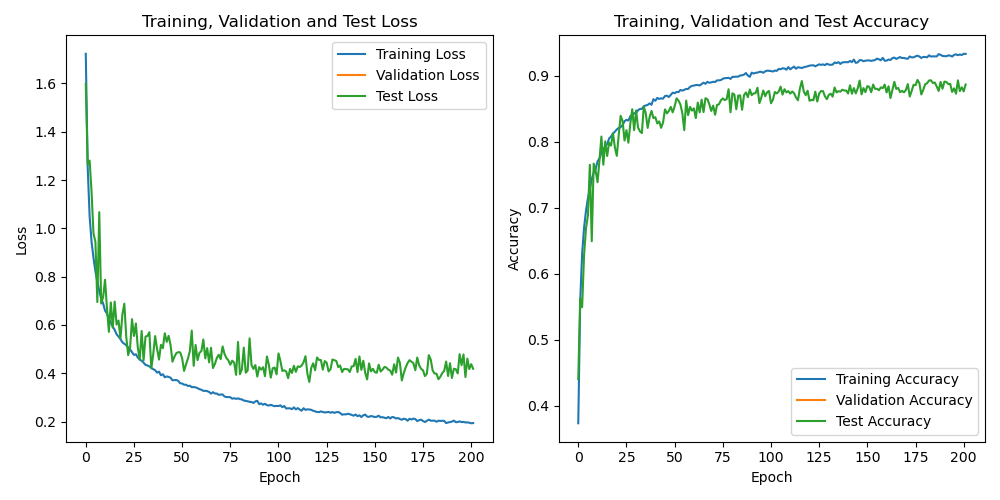 Training, Validation and Test Loss
Training Loss
Validation Loss
Test Loss
Loss
1.6
1.4
1.2
1.0
0.8
0.6
0.4
0.2
0 25 50 75 100 125 150 175 200
Epoch
Training, Validation and Test Accuracy
Accuracy
0.9
0.8
0.7
0.6
0.5
0.4
Training Accuracy
Validation Accuracy
Test Accuracy
0 25 50 75 100 125 150 175 200
Epoch